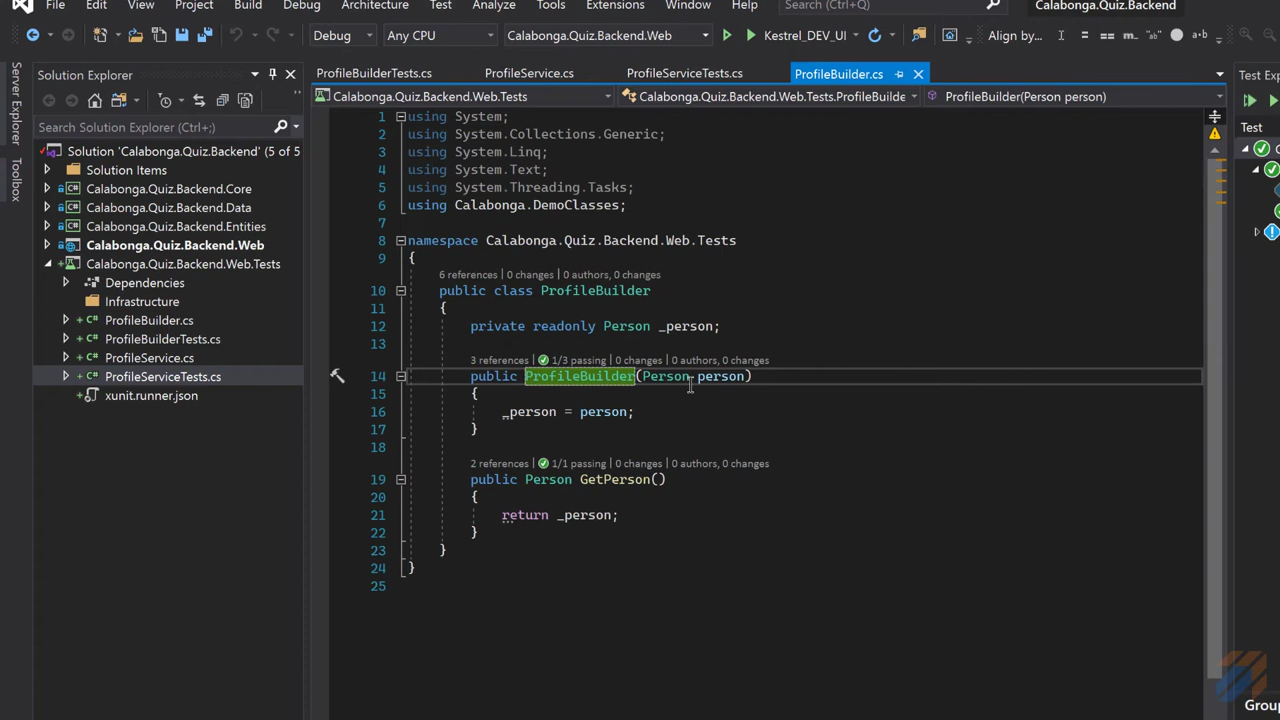 File Edit View Project Build Debug Architecture Test Analyze Tools Extensions Window Help Search (Ctrl+;) Calabonga.Quiz.Backend
Debug Any CPU Calabonga.Quiz.Backend.Web Kestrel_DEV_UI Align by...
Server Explorer
Toolbox
Solution Explorer
Search Solution Explorer (Ctrl+;)
Solution 'Calabonga.Quiz.Backend' (5 of 5
Solution Items
Calabonga.Quiz.Backend.Core
Calabonga.Quiz.Backend.Data
Calabonga.Quiz.Backend.Entities
Calabonga.Quiz.Backend.Web
Calabonga.Quiz.Backend.Web.Tests
Dependencies
Infrastructure
+ C# ProfileBuilder.cs
+ C# ProfileBuilderTests.cs
+ C# ProfileService.cs
+ C# ProfileServiceTests.cs
+ xunit.runner.json
ProfileBuilderTests.cs ProfileService.cs ProfileServiceTests.cs ProfileBuilder.cs
Calabonga.Quiz.Backend.Web.Tests Calabonga.Quiz.Backend.Web.Tests.ProfileBuilde ProfileBuilder(Person person)
1 using System;
2 using System.Collections.Generic;
3 using System.Linq;
4 using System.Text;
5 using System.Threading.Tasks;
6 using Calabonga.DemoClasses;
7
8 namespace Calabonga.Quiz.Backend.Web.Tests
9 {
6 references | 0 changes | 0 authors, 0 changes
10 public class ProfileBuilder
11 {
12 private readonly Person _person;
13
3 references | 1/3 passing | 0 changes | 0 authors, 0 changes
14 public ProfileBuilder(Person person)
15 {
16 _person = person;
17 }
18
2 references | 1/1 passing | 0 changes | 0 authors, 0 changes
19 public Person GetPerson()
20 {
21 return _person;
22 }
23 }
24 }
25
Test Expl
Test
Group